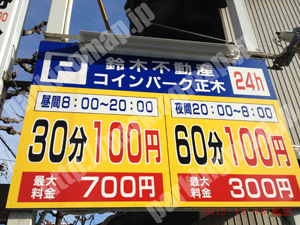 P 鈴木不動産
コインパーク正木 24h
昼間8:00~20:00 夜間20:00~8:00
30分100円 60分100円
最大料金 700円 最大料金 300円